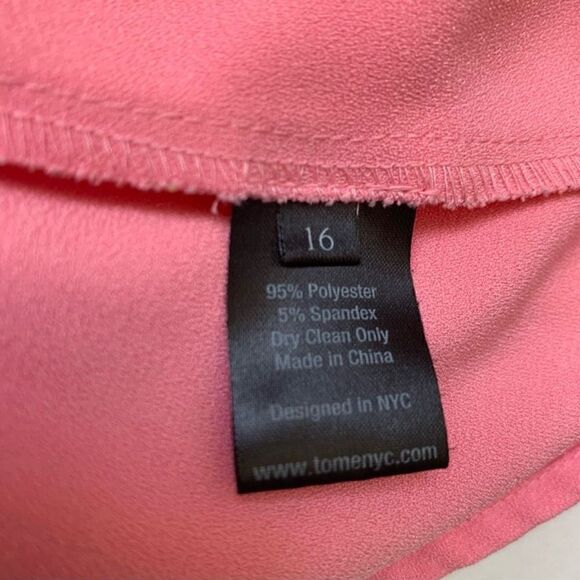 16
95% Polyester
5% Spandex
Dry Clean Only
Made in China
Designed in NYC
www.tomenyc.com